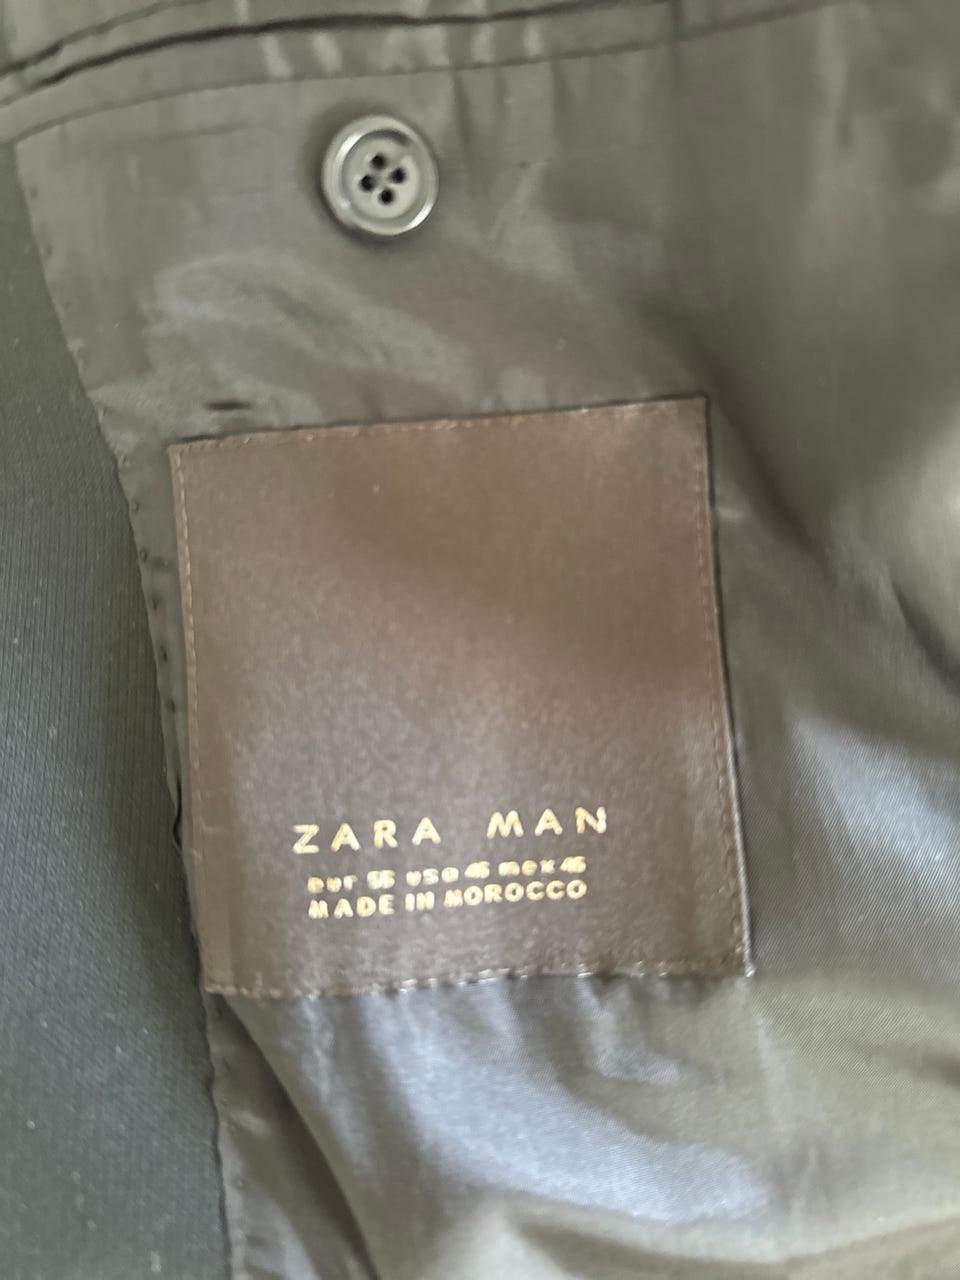 ZARA MAN
eur 56 usa 46 mex 46
MADE IN MOROCCO